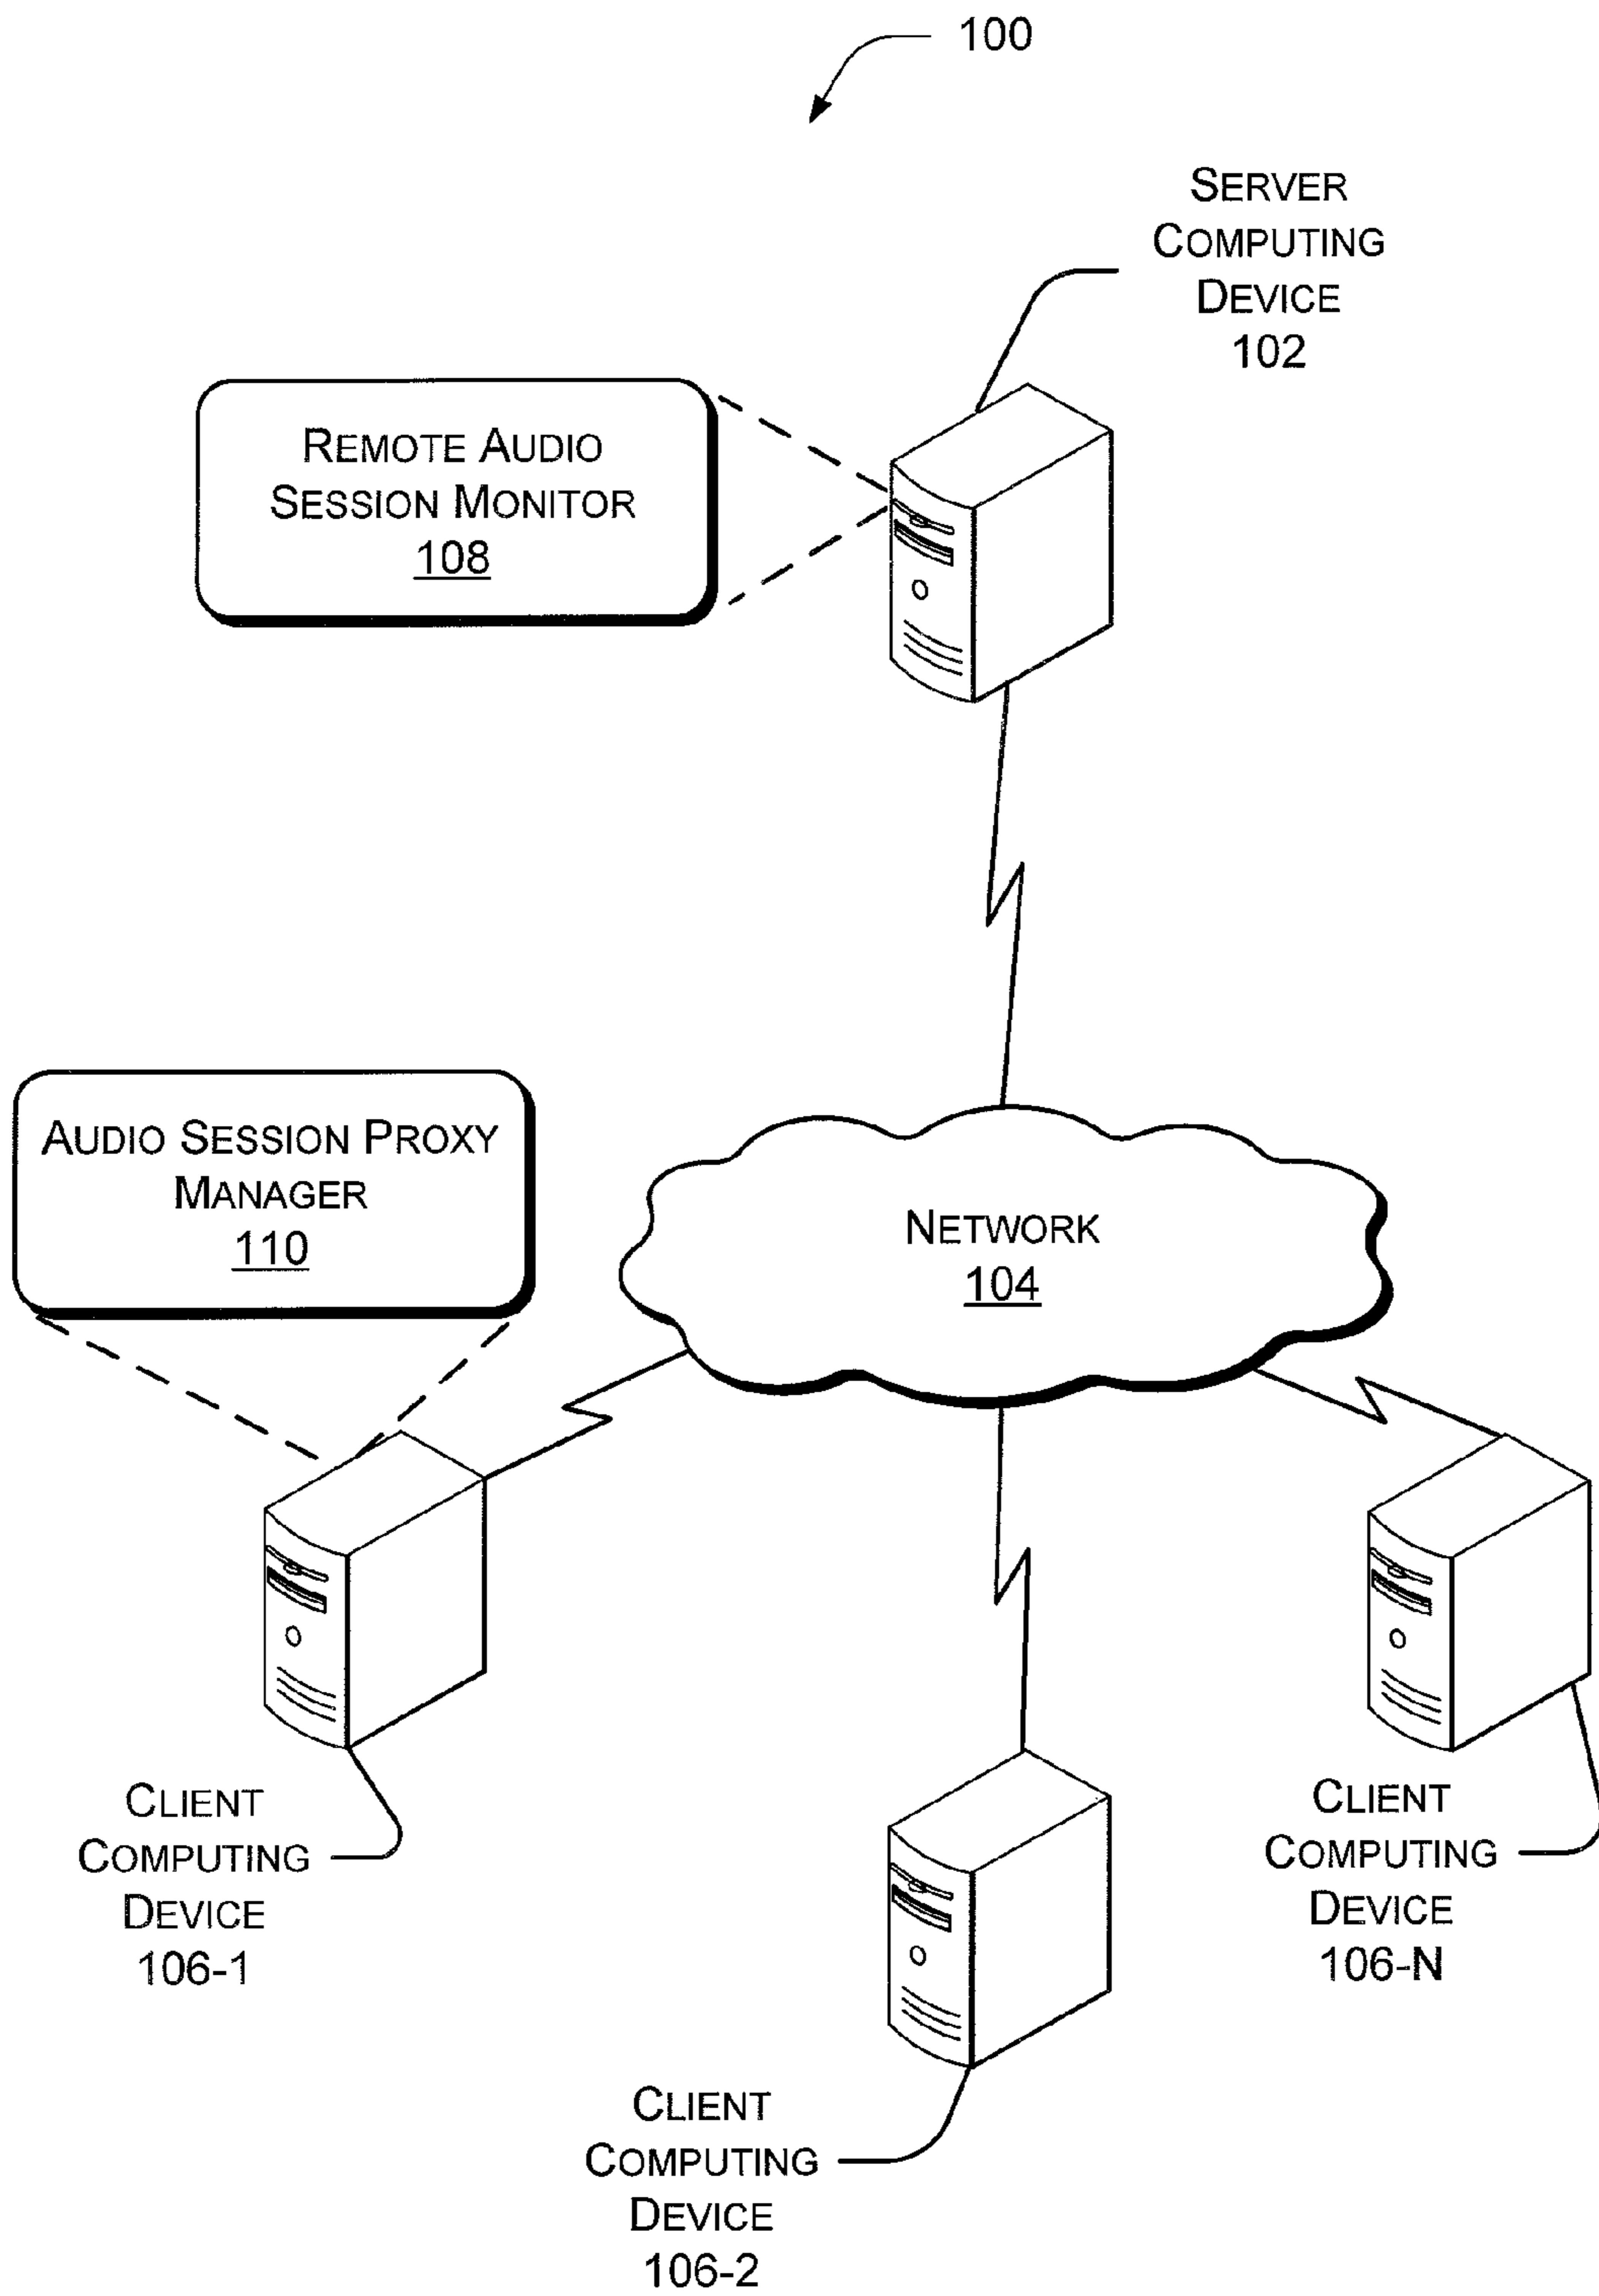 100
SERVER
COMPUTING
DEVICE
102
REMOTE AUDIO
SESSION MONITOR
108
AUDIO SESSION PROXY
MANAGER
110
NETWORK
104
CLIENT
COMPUTING
DEVICE
106-1
CLIENT
COMPUTING
DEVICE
106-N
CLIENT
COMPUTING
DEVICE
106-2